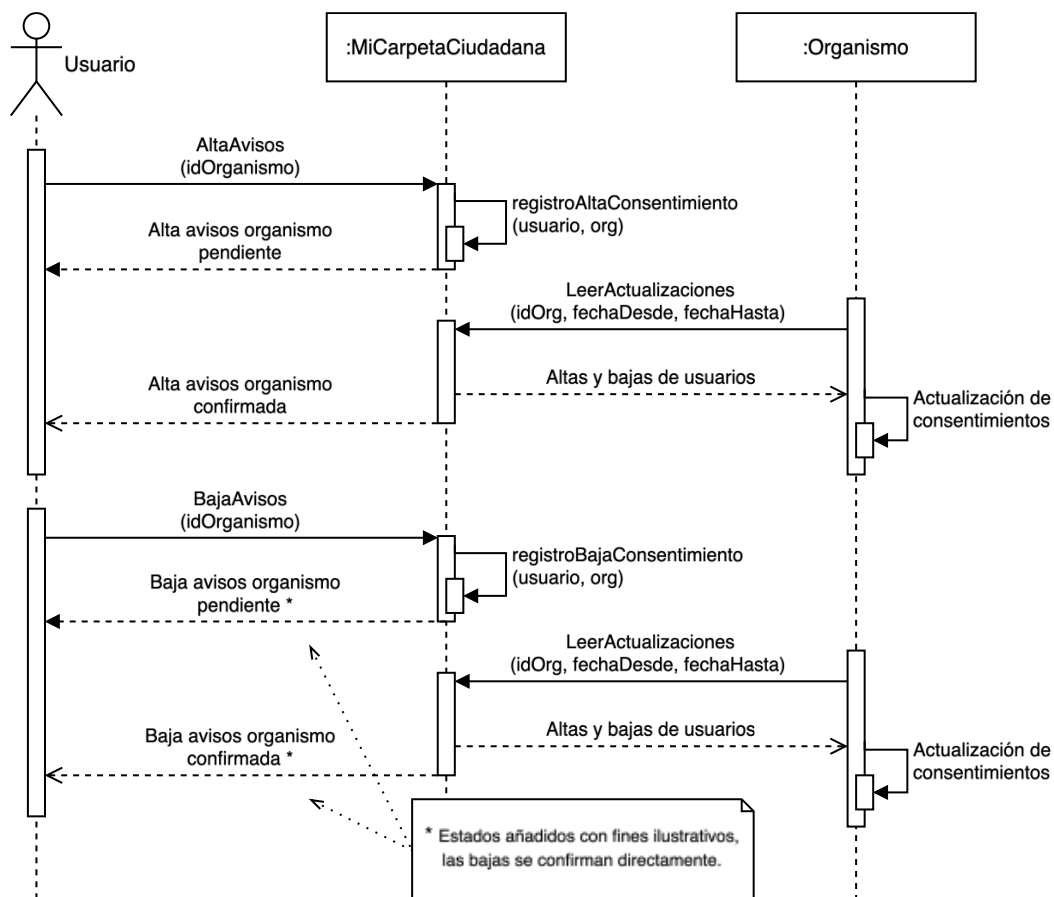 Usuario
:MiCarpetaCiudadana
:Organismo
AltaAvisos
(idOrganismo)
registroAltaConsentimiento
(usuario, org)
Alta avisos organismo
pendiente
LeerActualizaciones
(idOrg, fechaDesde, fechaHasta)
Altas y bajas de usuarios
Alta avisos organismo
confirmada
Actualización de
consentimientos
BajaAvisos
(idOrganismo)
registroBajaConsentimiento
(usuario, org)
Baja avisos organismo
pendiente *
LeerActualizaciones
(idOrg, fechaDesde, fechaHasta)
Altas y bajas de usuarios
Baja avisos organismo
confirmada *
Actualización de
consentimientos
* Estados añadidos con fines ilustrativos,
las bajas se confirman directamente.